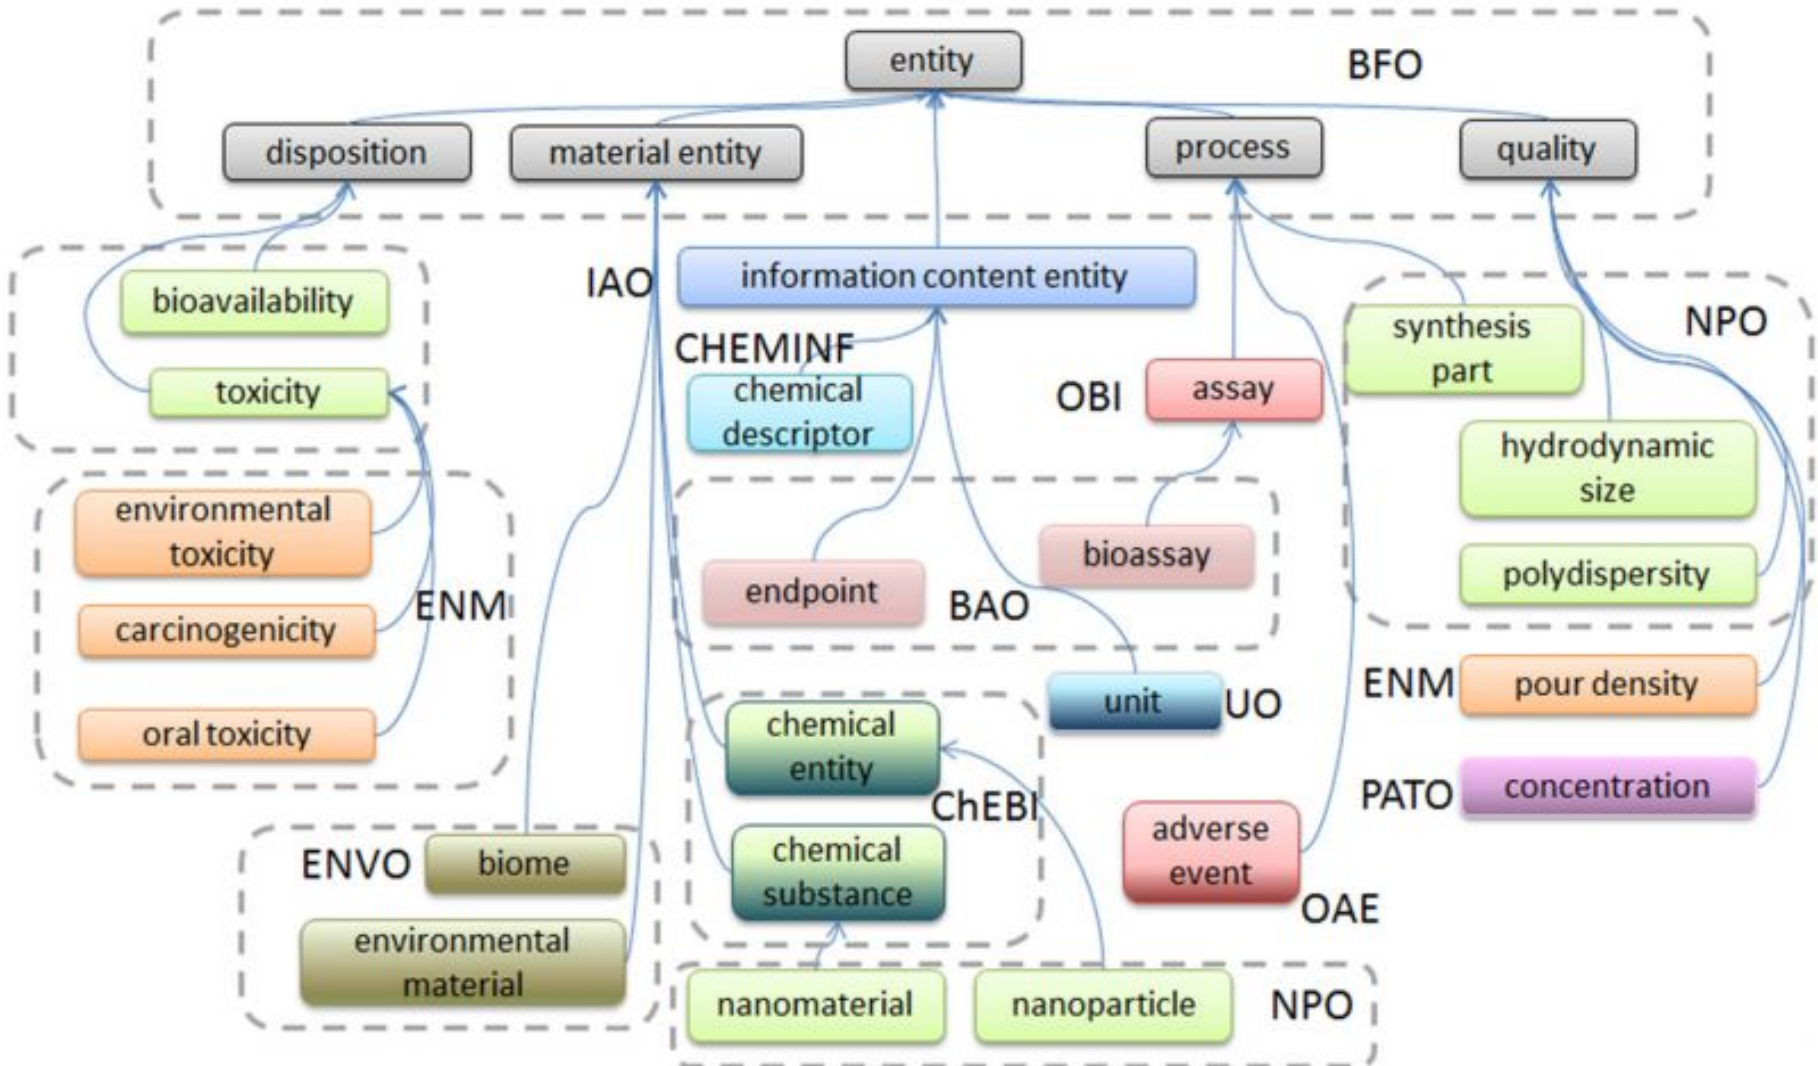 entity
BFO
disposition
material entity
process
quality
IAO
information content entity
bioavailability
toxicity
CHEMINF
chemical
descriptor
OBI
assay
synthesis
part
NPO
hydrodynamic
size
polydispersity
environmental
toxicity
carcinogenicity
oral toxicity
ENM
endpoint
BAO
bioassay
unit
UO
ENM
pour density
PATO
concentration
chemical
entity
ChEBI
chemical
substance
adverse
event
OAE
ENVO
biome
environmental
material
nanomaterial
nanoparticle
NPO